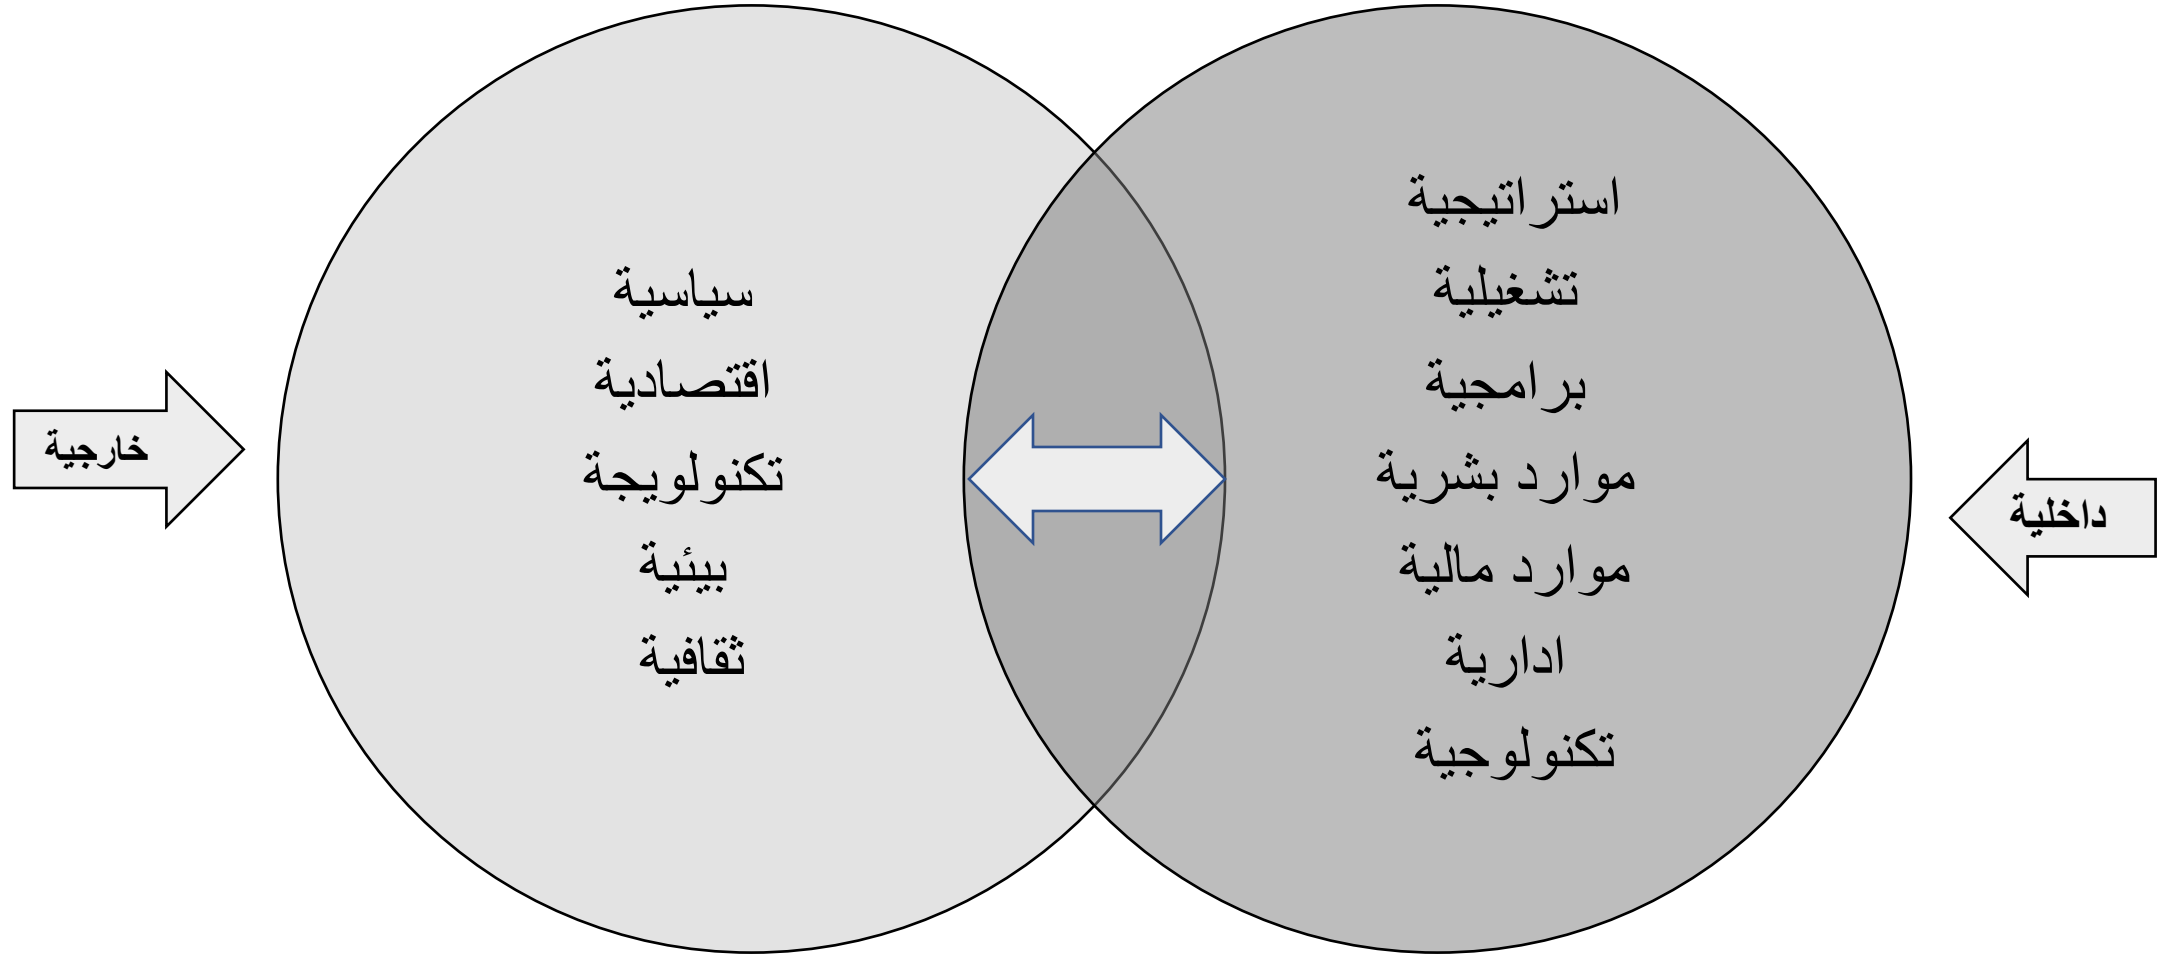 داخلية
استراتيجية
تشغيلية
برامجية
موارد بشرية
موارد مالية
ادارية
تكنولوجية
سياسية
اقتصادية
تكنولويجة
بيئية
ثقافية
خارجية